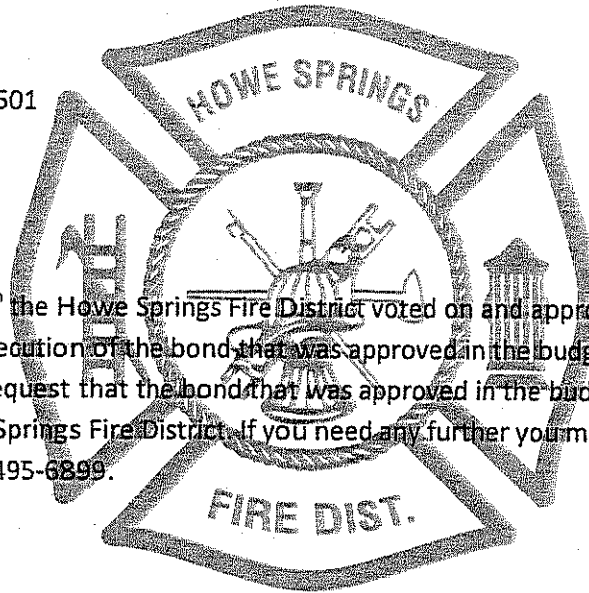 501
HOWE SPRINGS
the Howe Springs Fire District voted on and appro
ecution of the bond that was approved in the budg
equest that the bond that was approved in the budg
Springs Fire District. If you need any further you m
495-6899.
FIRE DIST.